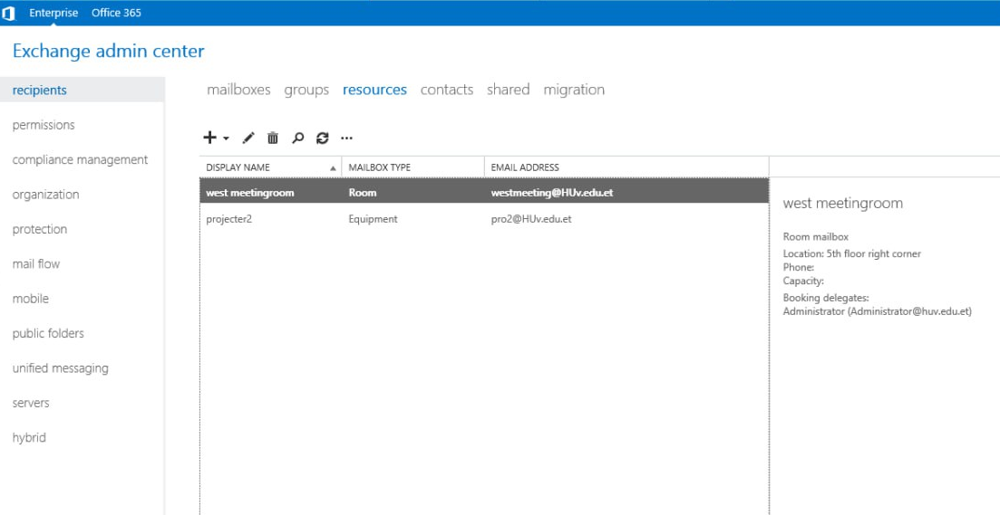 Enterprise Office 365
Exchange admin center
recipients
permissions
compliance management
organization
protection
mail flow
mobile
public folders
unified messaging
servers
hybrid
mailboxes groups resources contacts shared migration
DISPLAY NAME MAILBOX TYPE EMAIL ADDRESS
west meetingroom Room westmeeting@HUv.edu.et
projecter2 Equipment pro2@HUv.edu.et
west meetingroom
Room mailbox
Location: 5th floor right corner
Phone:
Capacity:
Booking delegates:
Administrator (Administrator@huv.edu.et)